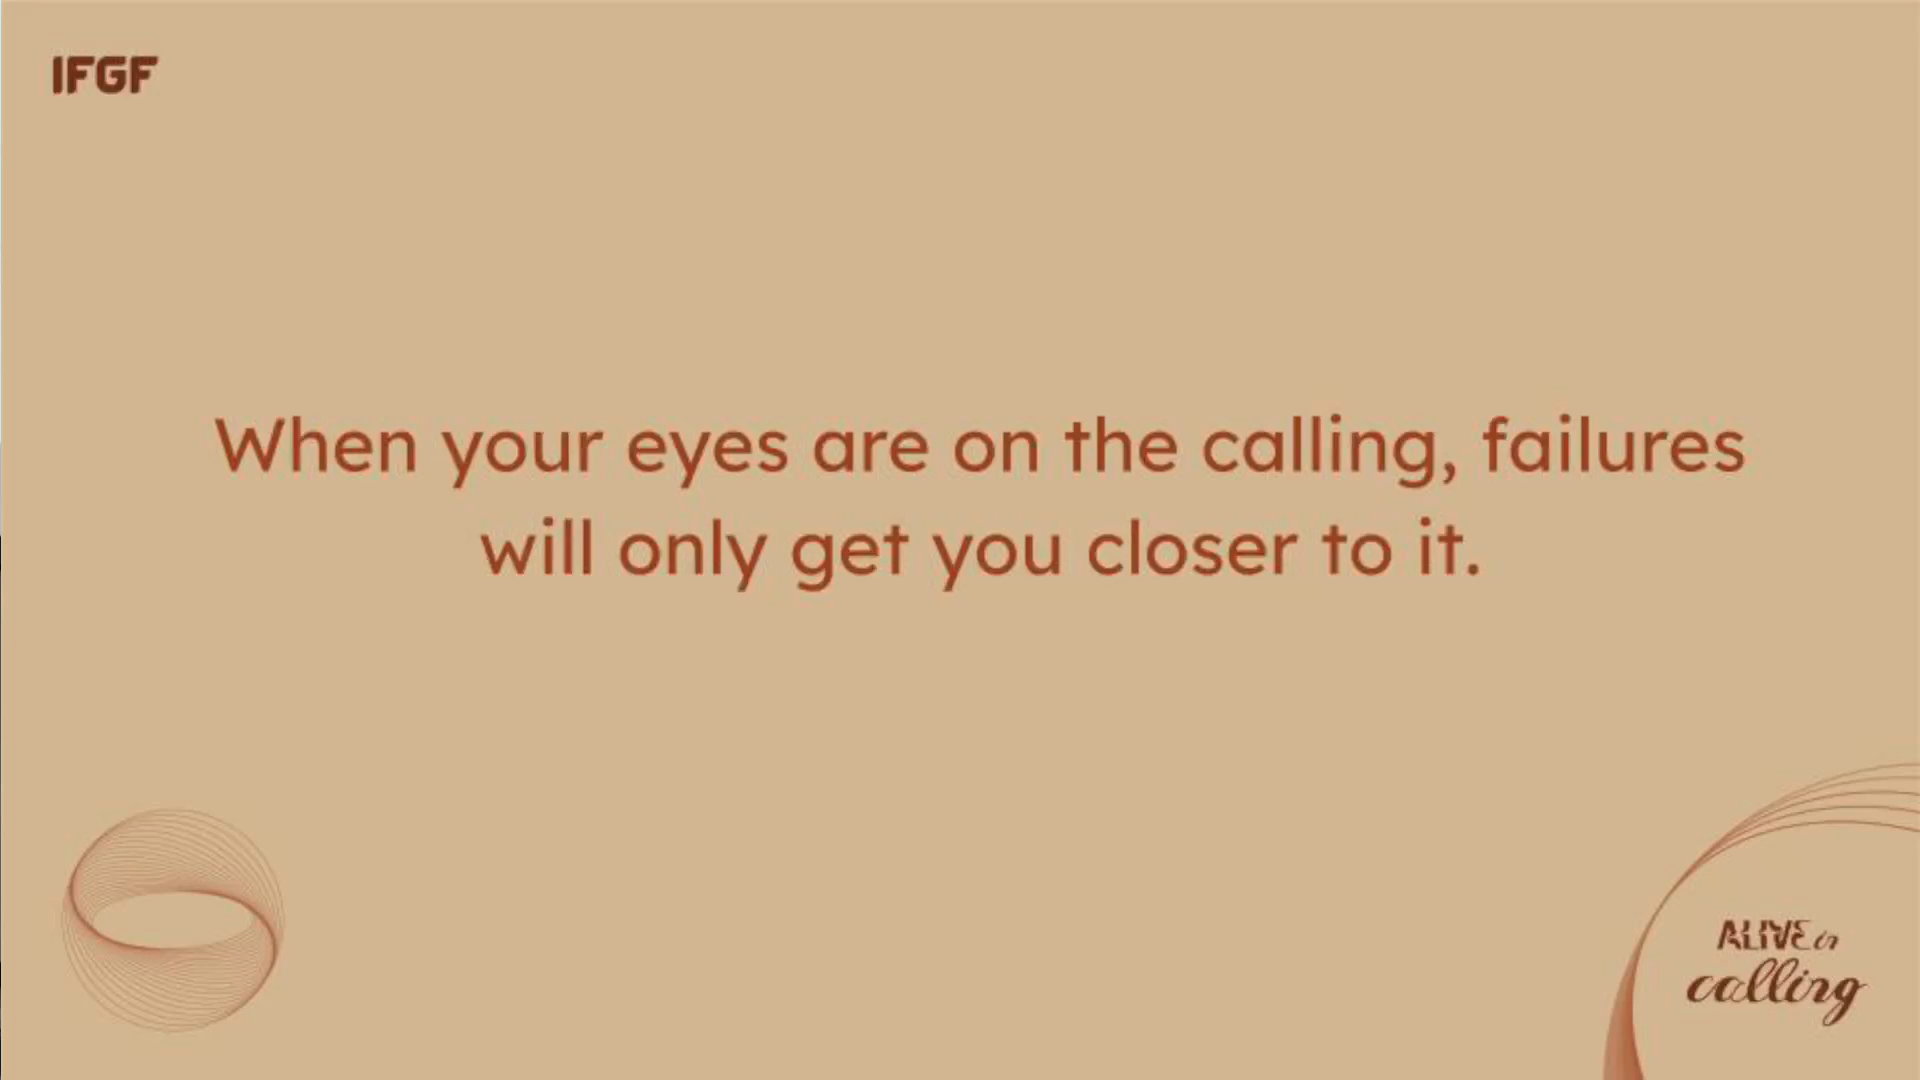 IFGF
When your eyes are on the calling, failures
will only get you closer to it.
ALIVE in
calling